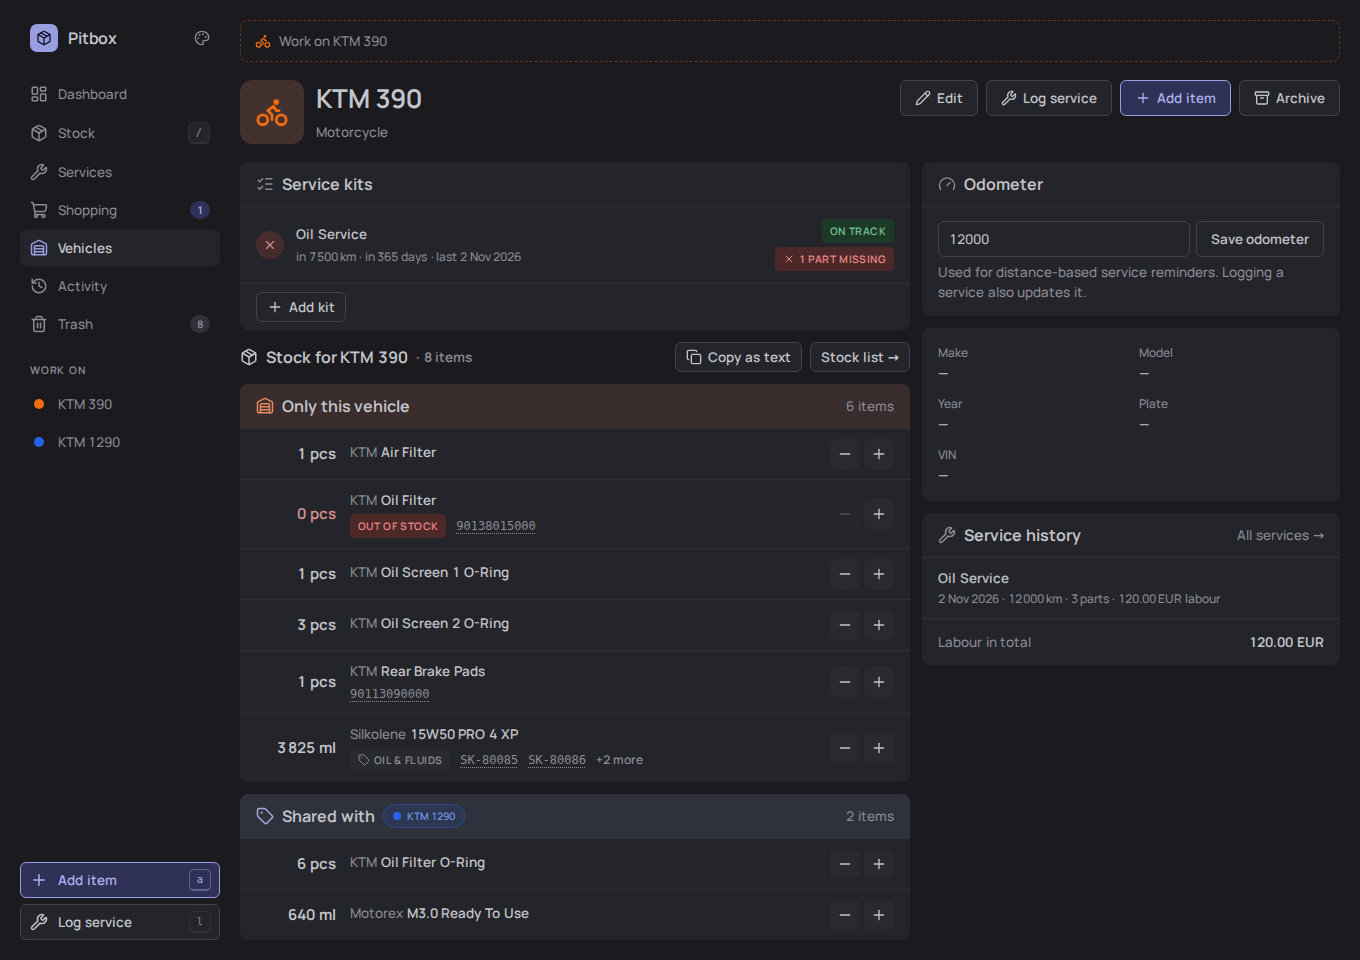 Pitbox
Dashboard
Stock /
Services
Shopping 1
Vehicles
Activity
Trash 8
WORK ON
KTM 390
KTM 1290
Add item a
Log service l
Work on KTM 390
KTM 390
Motorcycle
Edit
Log service
Add item
Archive
Service kits
Oil Service
in 7 500 km · in 365 days · last 2 Nov 2026
ON TRACK
1 PART MISSING
Add kit
Stock for KTM 390 · 8 items
Copy as text
Stock list →
Only this vehicle 6 items
1 pcs KTM Air Filter
0 pcs KTM Oil Filter
OUT OF STOCK 90138015000
1 pcs KTM Oil Screen 1 O-Ring
3 pcs KTM Oil Screen 2 O-Ring
1 pcs KTM Rear Brake Pads
90113090000
3 825 ml Silkolene 15W50 PRO 4 XP
OIL & FLUIDS SK-80085 SK-80086 +2 more
Shared with KTM 1290 2 items
6 pcs KTM Oil Filter O-Ring
640 ml Motorex M3.0 Ready To Use
Odometer
12000 Save odometer
Used for distance-based service reminders. Logging a
service also updates it.
Make Model
— —
Year Plate
— —
VIN
—
Service history All services →
Oil Service
2 Nov 2026 · 12 000 km · 3 parts · 120.00 EUR labour
Labour in total 120.00 EUR